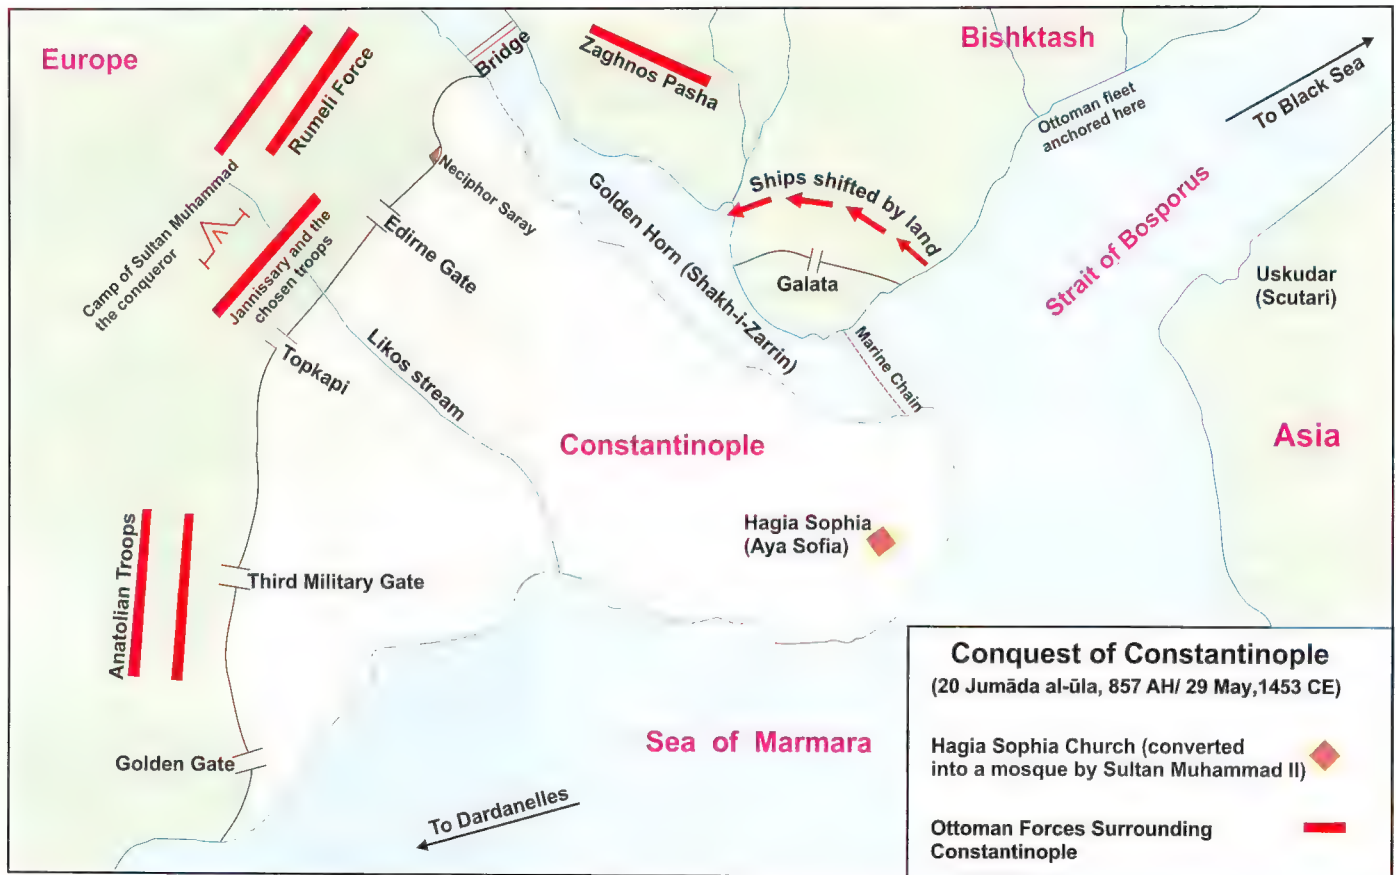 Europe
Rumeli Force
Bridge
Zaghnos Pasha
Bishktash
To Black Sea
Ottoman fleet
anchored here
Camp of Sultan Muhammad
the conqueror
Jannissary and the
chosen troops
Neciphor Saray
Edirne Gate
Golden Horn (Shakh-i-Zarrin)
Ships shifted by land
Galata
Marine Chain
Strait of Bosporus
Uskudar
(Scutari)
Topkapi
Likos stream
Constantinople
Asia
Hagia Sophia
(Aya Sofia)
Anatolian Troops
Third Military Gate
Golden Gate
Sea of Marmara
To Dardanelles
Conquest of Constantinople
(20 Jumāda al-ūla, 857 AH/ 29 May,1453 CE)
Hagia Sophia Church (converted
into a mosque by Sultan Muhammad II)
Ottoman Forces Surrounding
Constantinople